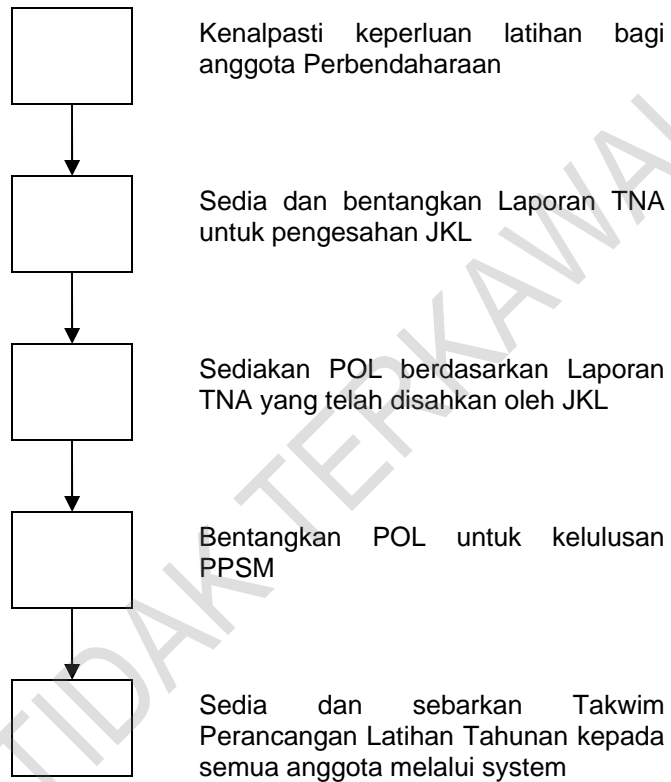 Kenalpasti keperluan latihan bagi
anggota Perbendaharaan
Sedia dan bentangkan Laporan TNA
untuk pengesahan JKL
Sediakan POL berdasarkan Laporan
TNA yang telah disahkan oleh JKL
Bentangkan POL untuk kelulusan
PPSM
Sedia dan sebarkan Takwim
Perancangan Latihan Tahunan kepada
semua anggota melalui system
TIDAK TERKAWAL